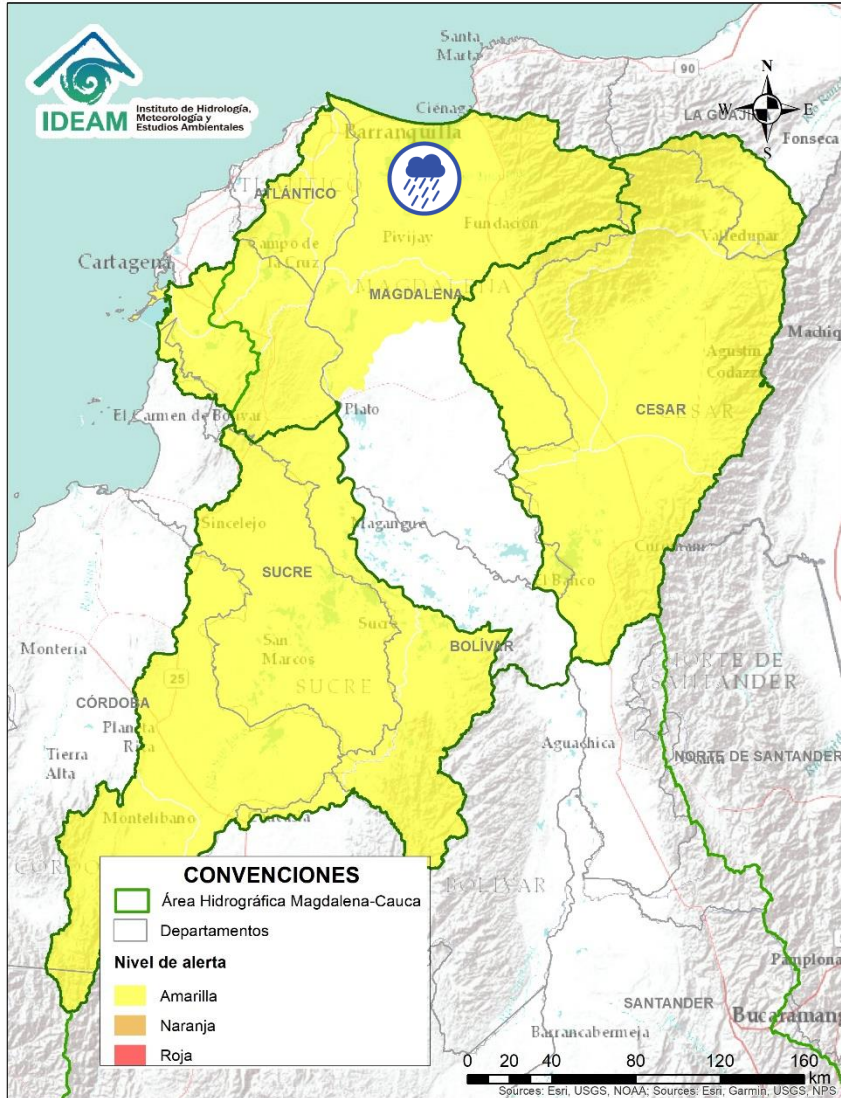 IDEAM
Instituto de Hidrología,
Meteorología y
Estudios Ambientales
Santa
Marta
90
N
W
E
S
Ciénaga
LA GUAJIRA
Fonseca
Barranquilla
ATLÁNTICO
ATLÁNTICO
Fundación
Campo de
la Cruz
Pivijay
Valledupar
Cartagena
MAGDALENA
MAGDALENA
Agustín
Codazzi
CESAR
CESAR
El Carmen de Bolívar
Plato
Sincelejo
Magangué
SUCRE
El Banco
Sucre
San
Marcos
BOLÍVAR
Montería
SUCRE
25
NORTE DE
SANTANDER
CÓRDOBA
Planeta
Rica
Aguachica
NORTE DE SANTANDER
Tierra
Alta
Montelíbano
BOLÍVAR
CONVENCIONES
Área Hidrográfica Magdalena-Cauca
Departamentos
Nivel de alerta
Amarilla
Naranja
Roja
Pamplona
SANTANDER
Bucaramang
Barrancabermeja
0 20 40 80 120 160
Km
Sources: Esri, USGS, NOAA; Sources: Esri, Garmin, USGS, NPS